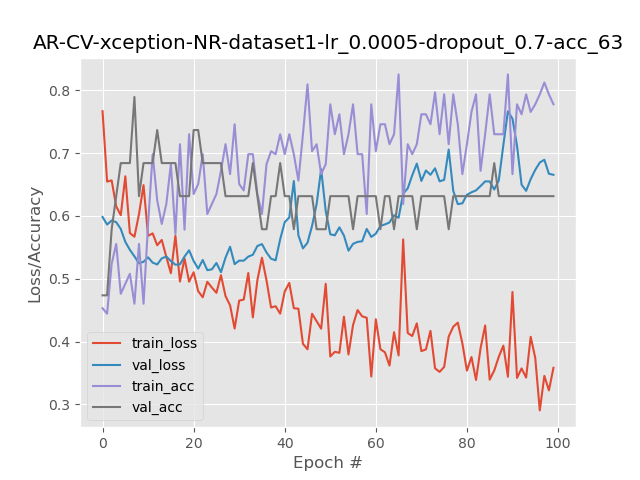 AR-CV-xception-NR-dataset1-lr_0.0005-dropout_0.7-acc_63
Loss/Accuracy
0.8
0.7
0.6
0.5
0.4
0.3
train_loss
val_loss
train_acc
val_acc
0 20 40 60 80 100
Epoch #